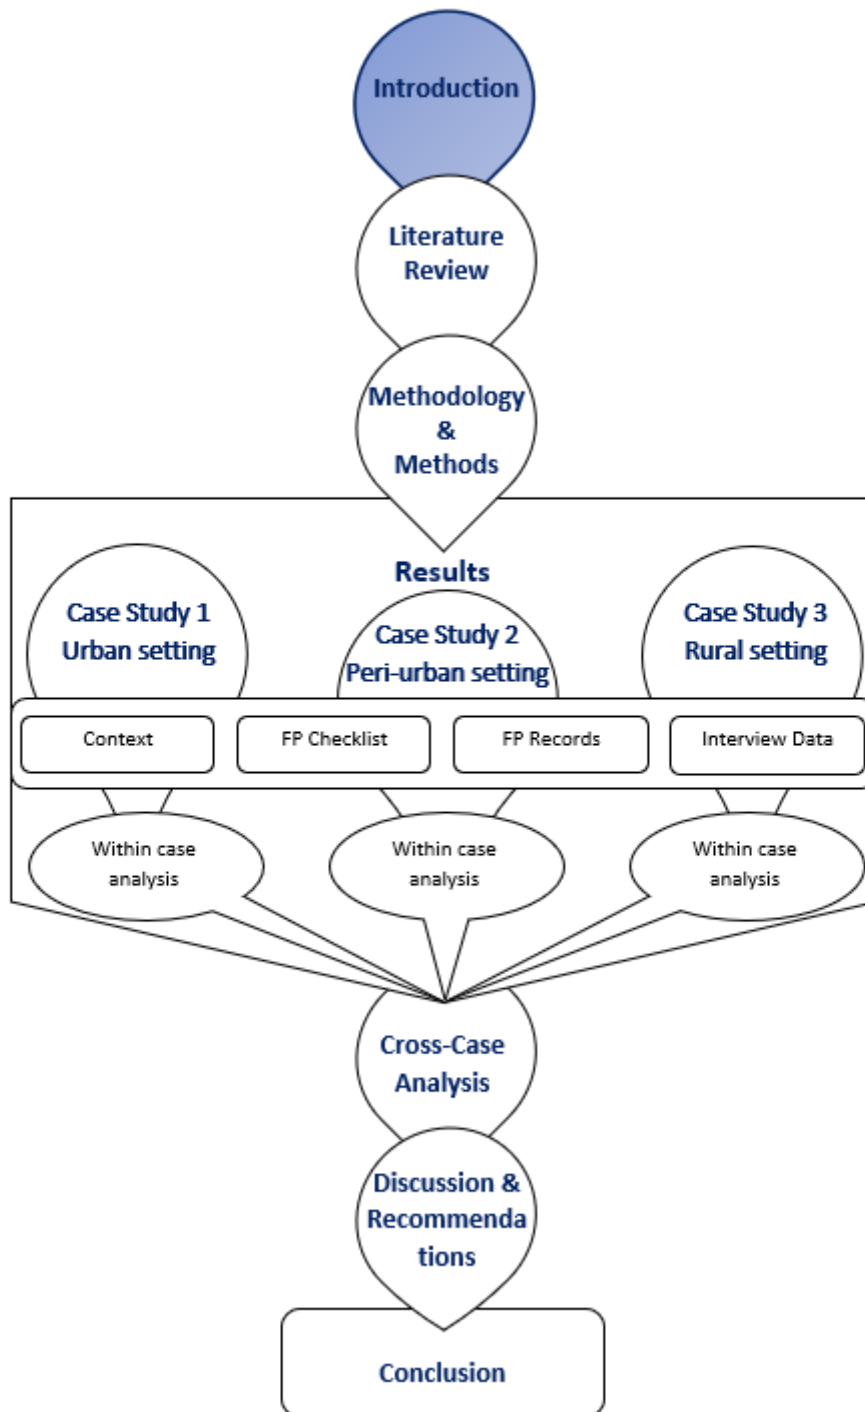 Introduction
Literature
Review
Methodology
&
Methods
Results
Case Study 1
Urban setting
Case Study 2
Peri-urban setting
Case Study 3
Rural setting
Context
FP Checklist
FP Records
Interview Data
Within case
analysis
Within case
analysis
Within case
analysis
Cross-Case
Analysis
Discussion &
Recommenda
tions
Conclusion